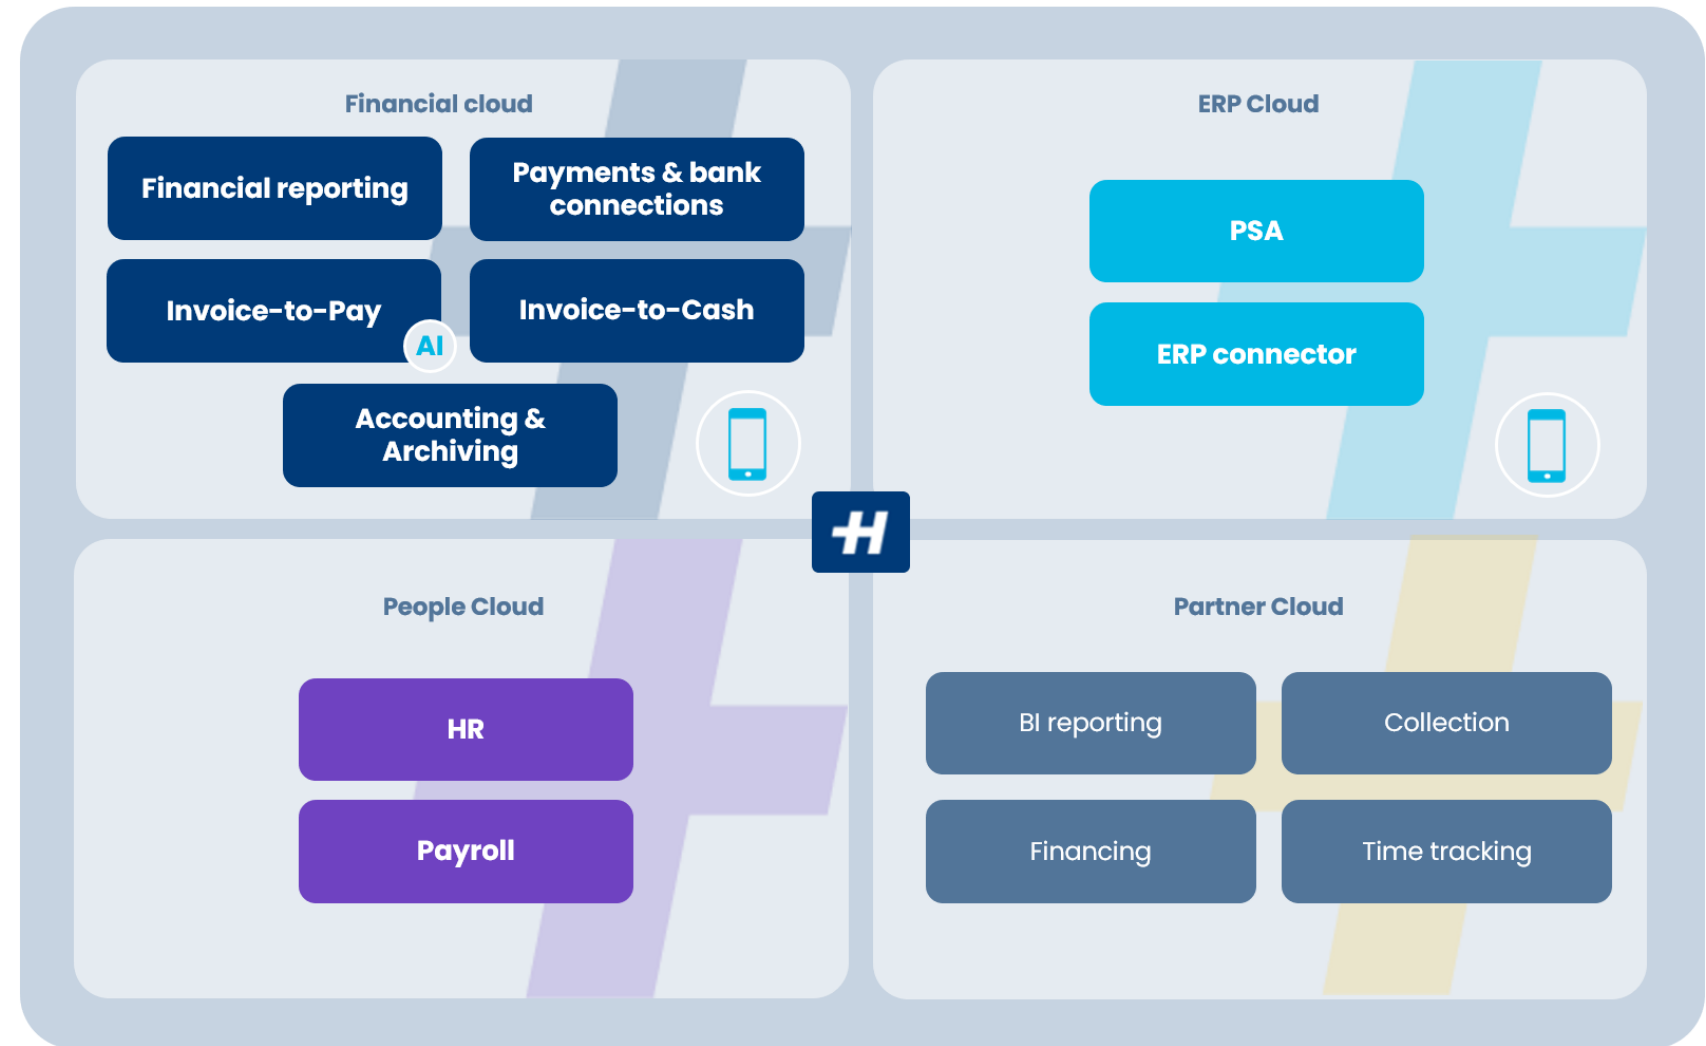 Financial cloud
Financial reporting
Payments & bank
connections
Invoice-to-Pay
AI
Invoice-to-Cash
Accounting &
Archiving
ERP Cloud
PSA
ERP connector
H
People Cloud
HR
Payroll
Partner Cloud
BI reporting
Collection
Financing
Time tracking